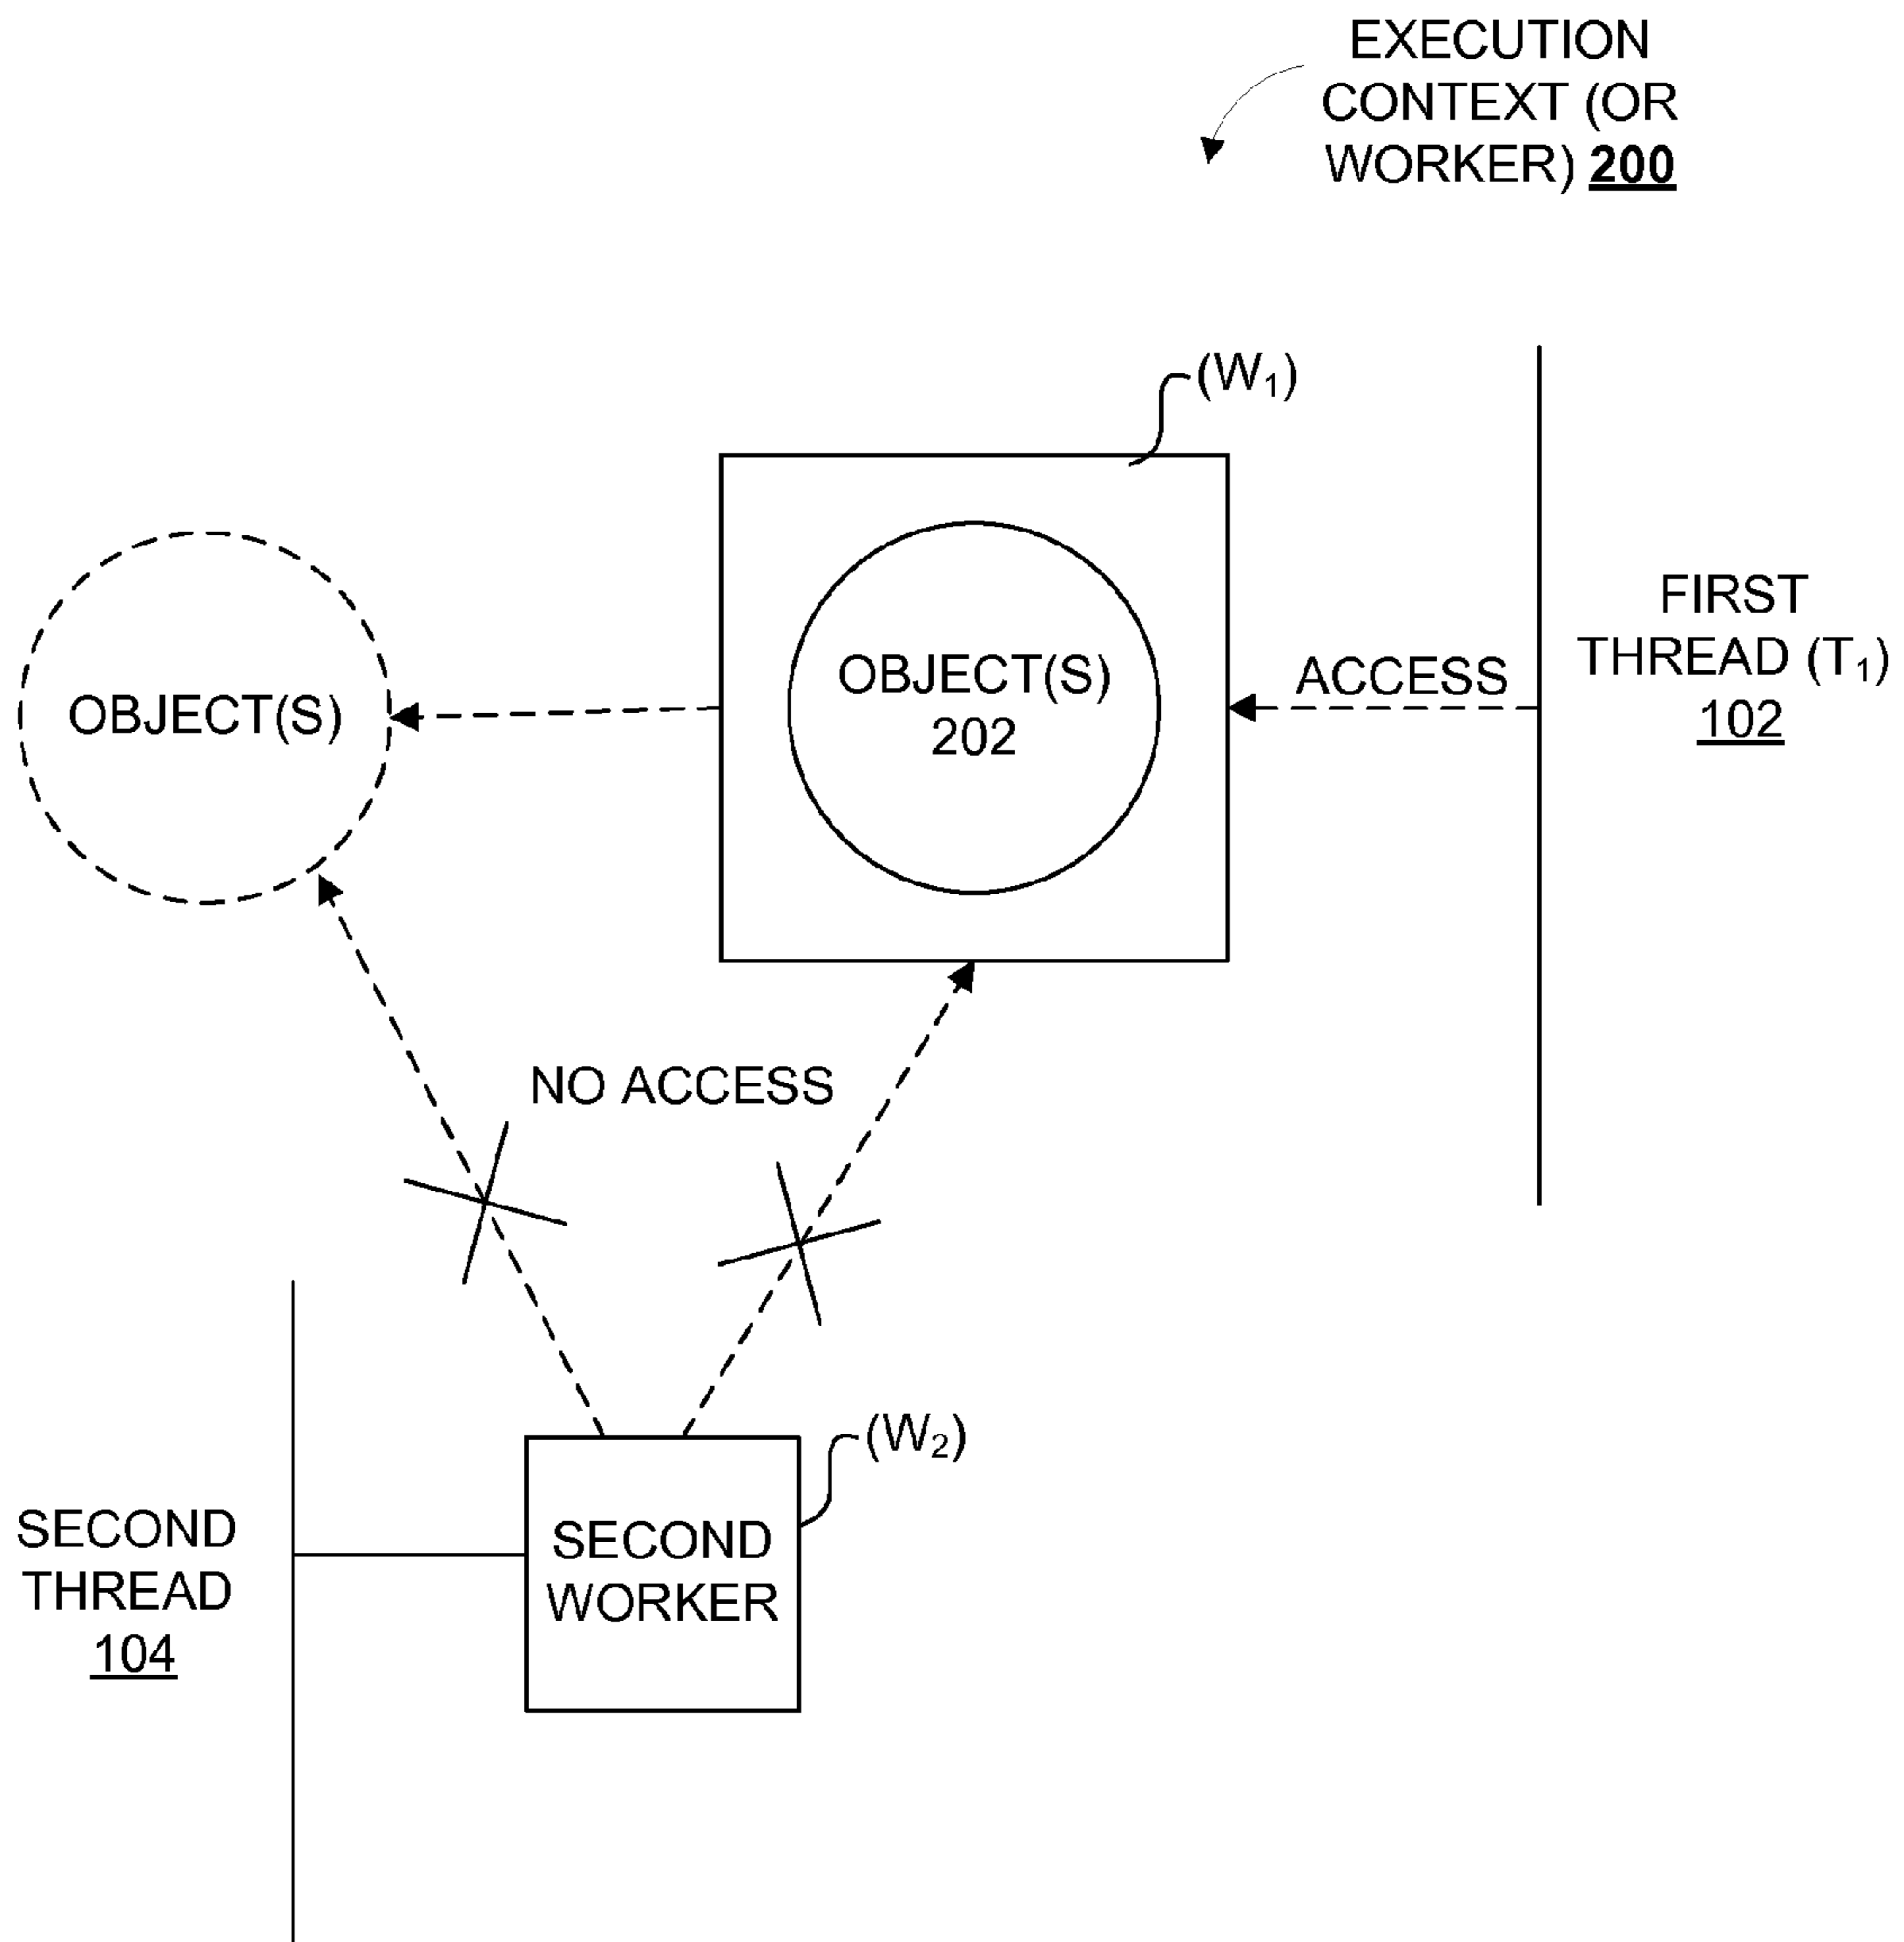 EXECUTION
CONTEXT (OR
WORKER) 200
(W₁)
FIRST
THREAD (T₁)
102
ACCESS
OBJECT(S)
202
OBJECT(S)
NO ACCESS
(W₂)
SECOND
WORKER
SECOND
THREAD
104